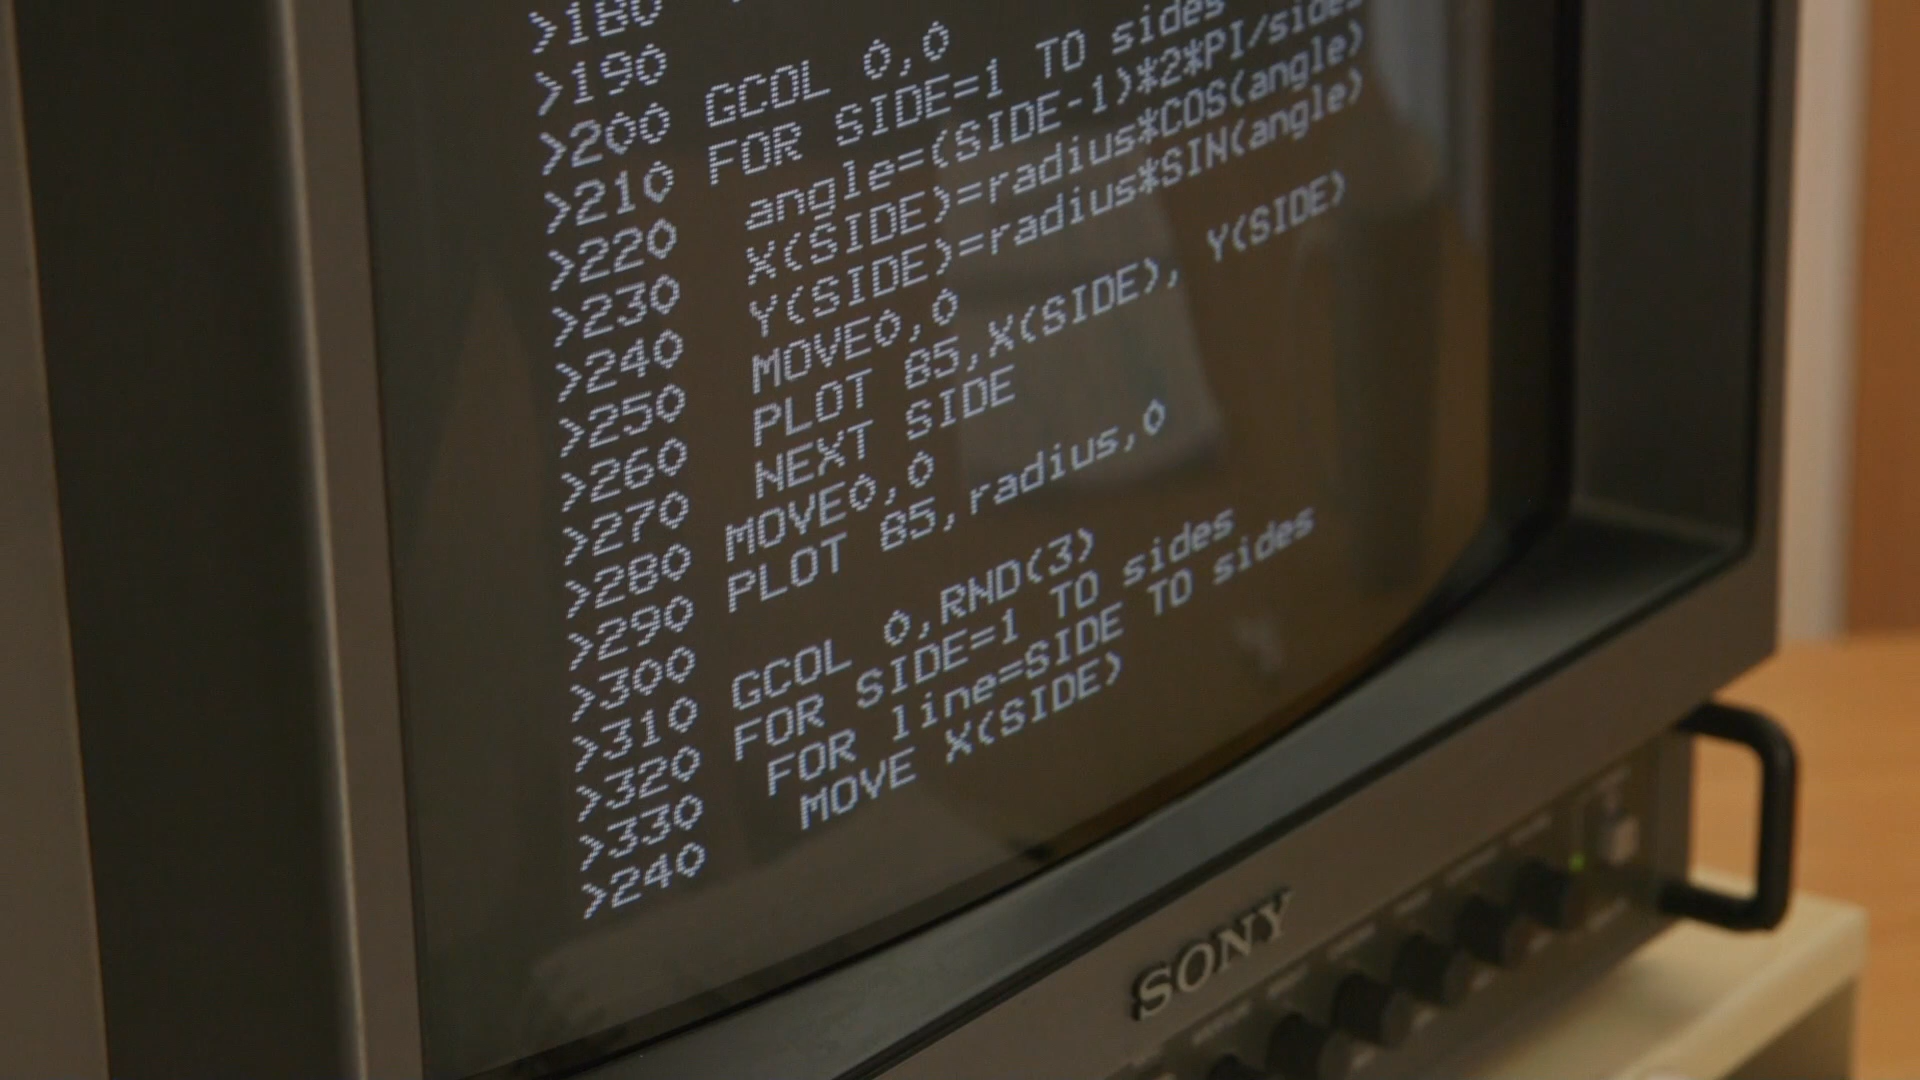 >180
>190
>200 GCOL 0,0
>210 FOR SIDE=1 TO sides
>220 angle=(SIDE-1)*2*PI/sides
>230 X(SIDE)=radius*COS(angle)
>240 Y(SIDE)=radius*SIN(angle)
>250 MOVE0,0
>260 PLOT 85,X(SIDE), Y(SIDE)
>270 NEXT SIDE
>280 MOVE0,0
>290 PLOT 85,radius,0
>300
>310 GCOL 0,RND(3)
>320 FOR SIDE=1 TO sides
>330 FOR line=SIDE TO sides
>240 MOVE X(SIDE)
SONY